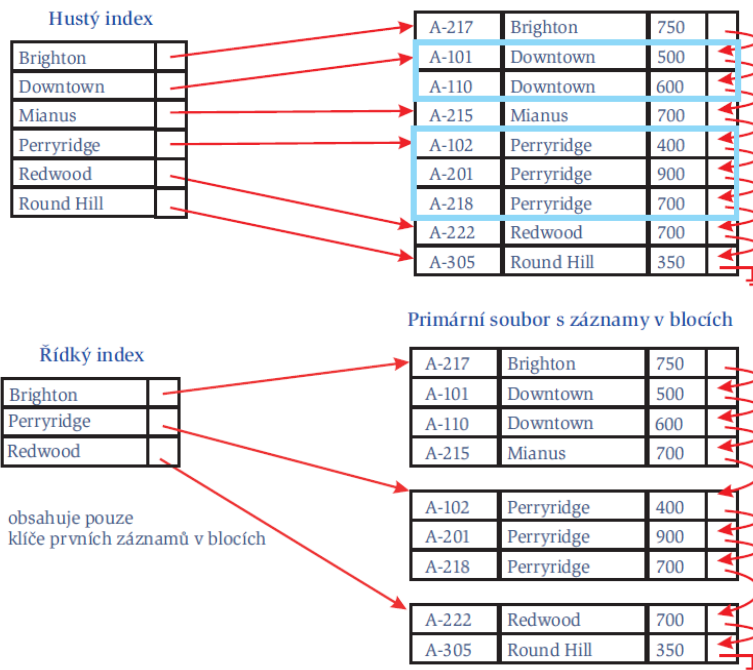 Hustý index
Brighton
Downtown
Mianus
Perryridge
Redwood
Round Hill
A-217 Brighton 750
A-101 Downtown 500
A-110 Downtown 600
A-215 Mianus 700
A-102 Perryridge 400
A-201 Perryridge 900
A-218 Perryridge 700
A-222 Redwood 700
A-305 Round Hill 350
Primární soubor s záznamy v blocích
Řídký index
Brighton
Perryridge
Redwood
obsahuje pouze
klíče prvních záznamů v blocích
A-217 Brighton 750
A-101 Downtown 500
A-110 Downtown 600
A-215 Mianus 700
A-102 Perryridge 400
A-201 Perryridge 900
A-218 Perryridge 700
A-222 Redwood 700
A-305 Round Hill 350